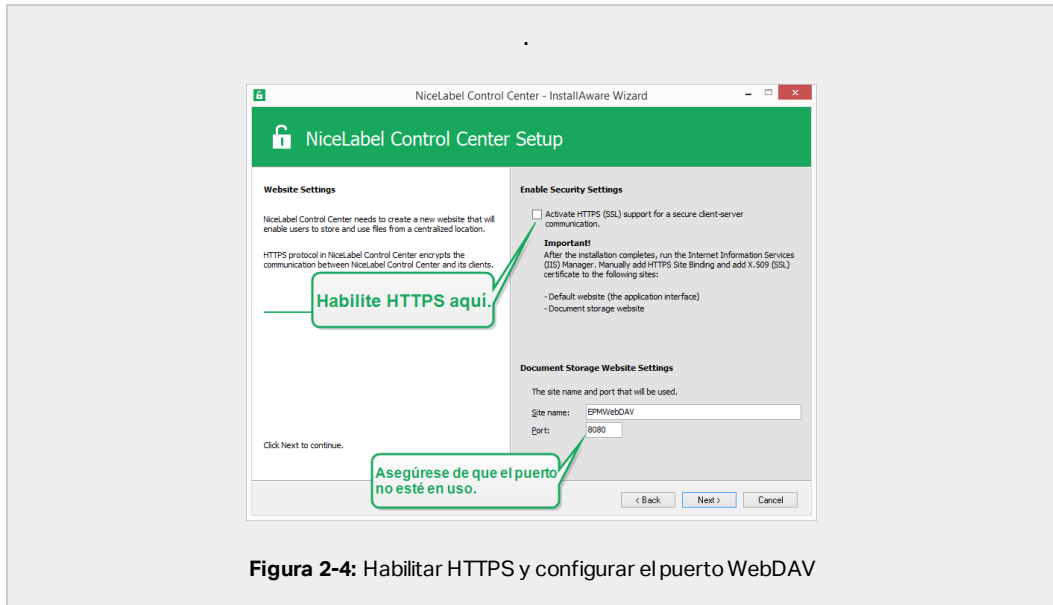 .
NiceLabel Control Center - InstallAware Wizard
NiceLabel Control Center Setup
Website Settings
NiceLabel Control Center needs to create a new website that will
enable users to store and use files from a centralized location.
HTTPS protocol in NiceLabel Control Center encrypts the
communication between NiceLabel Control Center and its clients.
Habilite HTTPS aquí.
Click Next to continue.
Enable Security Settings
Activate HTTPS (SSL) support for a secure client-server
communication.
Important!
After the installation completes, run the Internet Information Services
(IIS) Manager. Manually add HTTPS Site Binding and add X.509 (SSL)
certificate to the following sites:
- Default website (the application interface)
- Document storage website
Document Storage Website Settings
The site name and port that will be used.
Site name: EPMWebDAV
Port: 8080
Asegúrese de que el puerto
no esté en uso.
< Back Next > Cancel
Figura 2-4: Habilitar HTTPS y configurar el puerto WebDAV